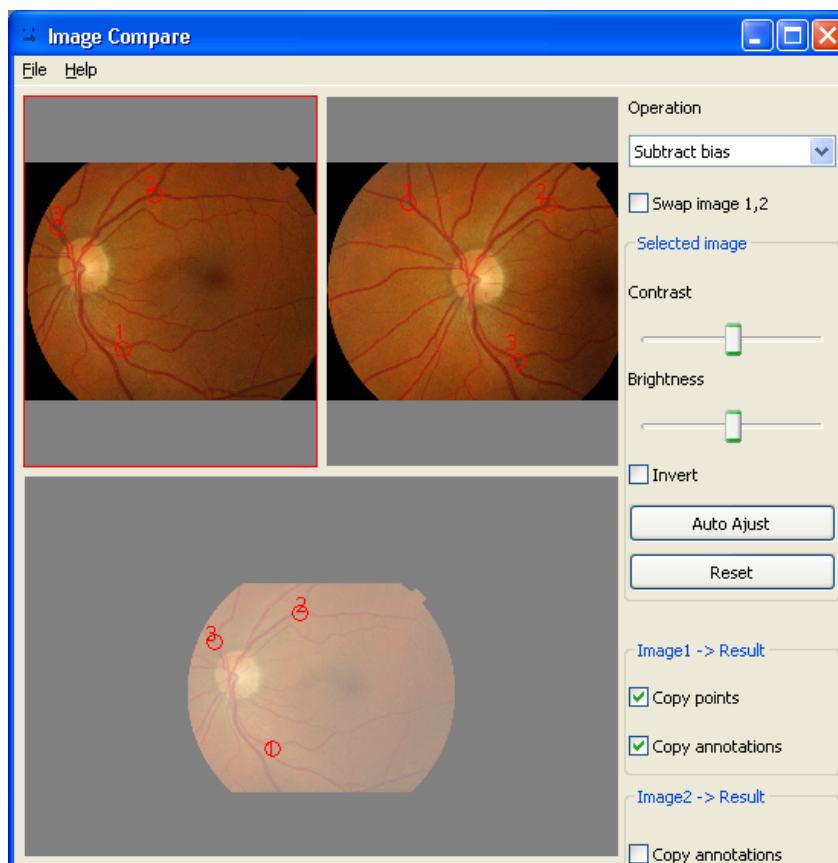 Image Compare
File Help
Operation
Subtract bias
Swap image 1,2
Selected image
Contrast
Brightness
Invert
Auto Ajust
Reset
Image1 -> Result
Copy points
Copy annotations
Image2 -> Result
Copy annotations
3 2
1
1 2
3
3 2
1